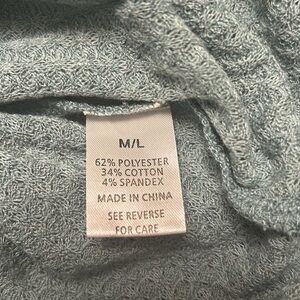 M/L
62% POLYESTER
34% COTTON
4% SPANDEX
MADE IN CHINA
SEE REVERSE
FOR CARE